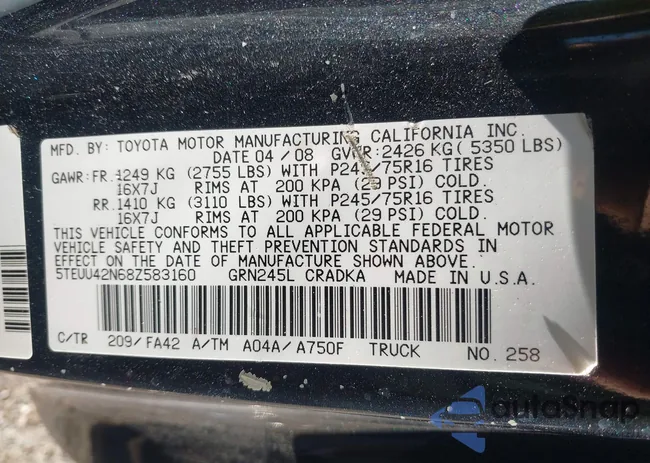 MFD. BY: TOYOTA MOTOR MANUFACTURING CALIFORNIA INC.
DATE 04 / 08 GVWR:2426 KG( 5350 LBS)
GAWR:FR.1249 KG (2755 LBS) WITH P245/75R16 TIRES
16X7J RIMS AT 200 KPA (29 PSI) COLD.
RR.1410 KG (3110 LBS) WITH P245/75R16 TIRES
16X7J RIMS AT 200 KPA (29 PSI) COLD.
THIS VEHICLE CONFORMS TO ALL APPLICABLE FEDERAL MOTOR
VEHICLE SAFETY AND THEFT PREVENTION STANDARDS IN
EFFECT ON THE DATE OF MANUFACTURE SHOWN ABOVE.
5TEUU42N68Z583160 GRN245L CRADKA MADE IN U.S.A.
C/TR 209/FA42 A/TM A04A/A750F TRUCK NO. 258
autoSnap